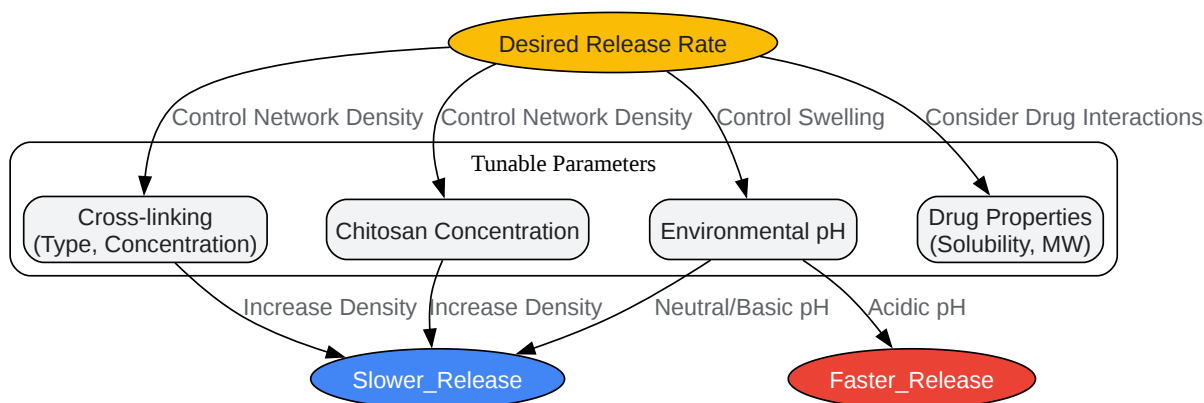 Desired Release Rate
Control Network Density
Control Network Density
Control Swelling
Consider Drug Interactions
Tunable Parameters
Cross-linking
(Type, Concentration)
Chitosan Concentration
Environmental pH
Drug Properties
(Solubility, MW)
Increase Density
Increase Density
Neutral/Basic pH
Acidic pH
Slower_Release
Faster_Release